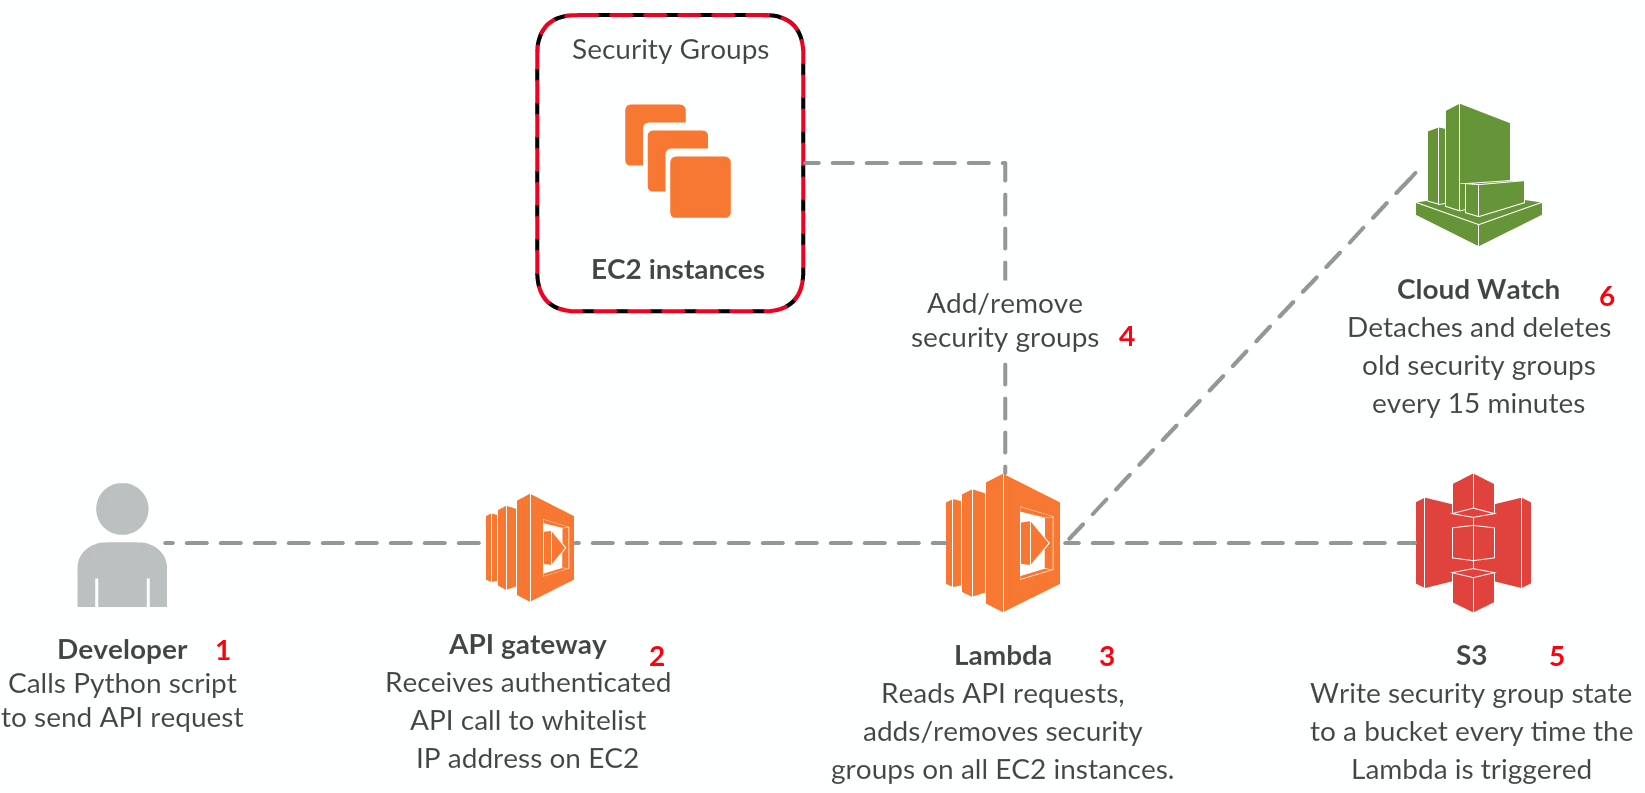 Security Groups
EC2 instances
Add/remove
security groups 4
Cloud Watch 6
Detaches and deletes
old security groups
every 15 minutes
Developer 1
Calls Python script
to send API request
API gateway 2
Receives authenticated
API call to whitelist
IP address on EC2
Lambda 3
Reads API requests,
adds/removes security
groups on all EC2 instances.
S3 5
Write security group state
to a bucket every time the
Lambda is triggered